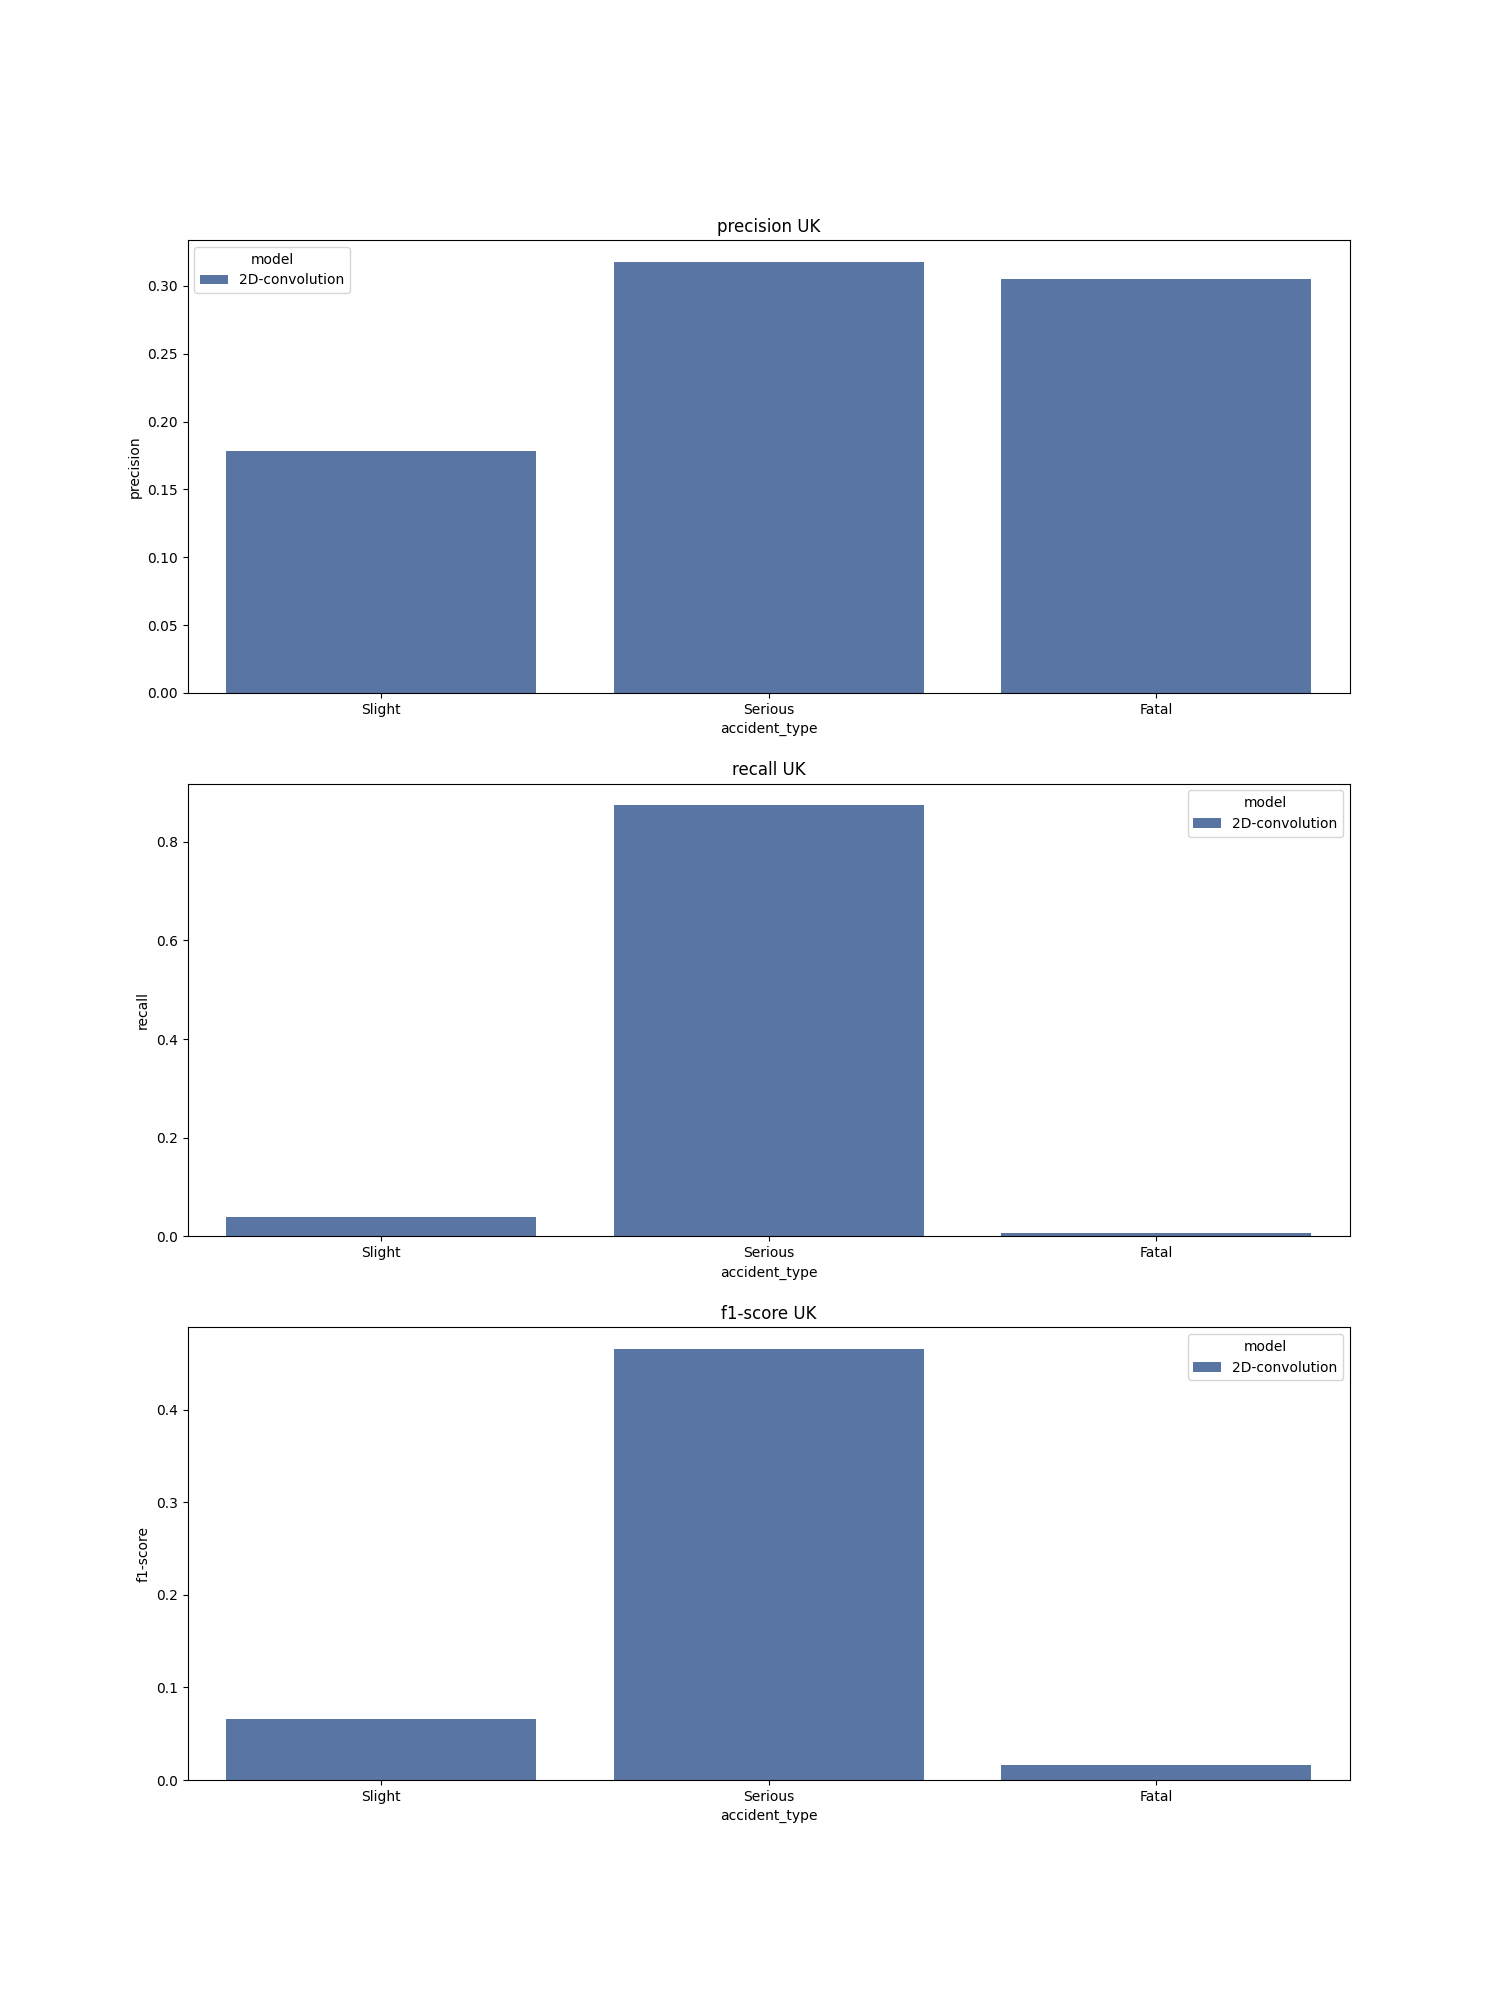 precision UK
model
2D-convolution
0.30
0.25
0.20
0.15
0.10
0.05
0.00
precision
Slight Serious Fatal
accident_type
recall UK
model
2D-convolution
0.8
0.6
0.4
0.2
0.0
recall
Slight Serious Fatal
accident_type
f1-score UK
model
2D-convolution
0.4
0.3
0.2
0.1
0.0
f1-score
Slight Serious Fatal
accident_type